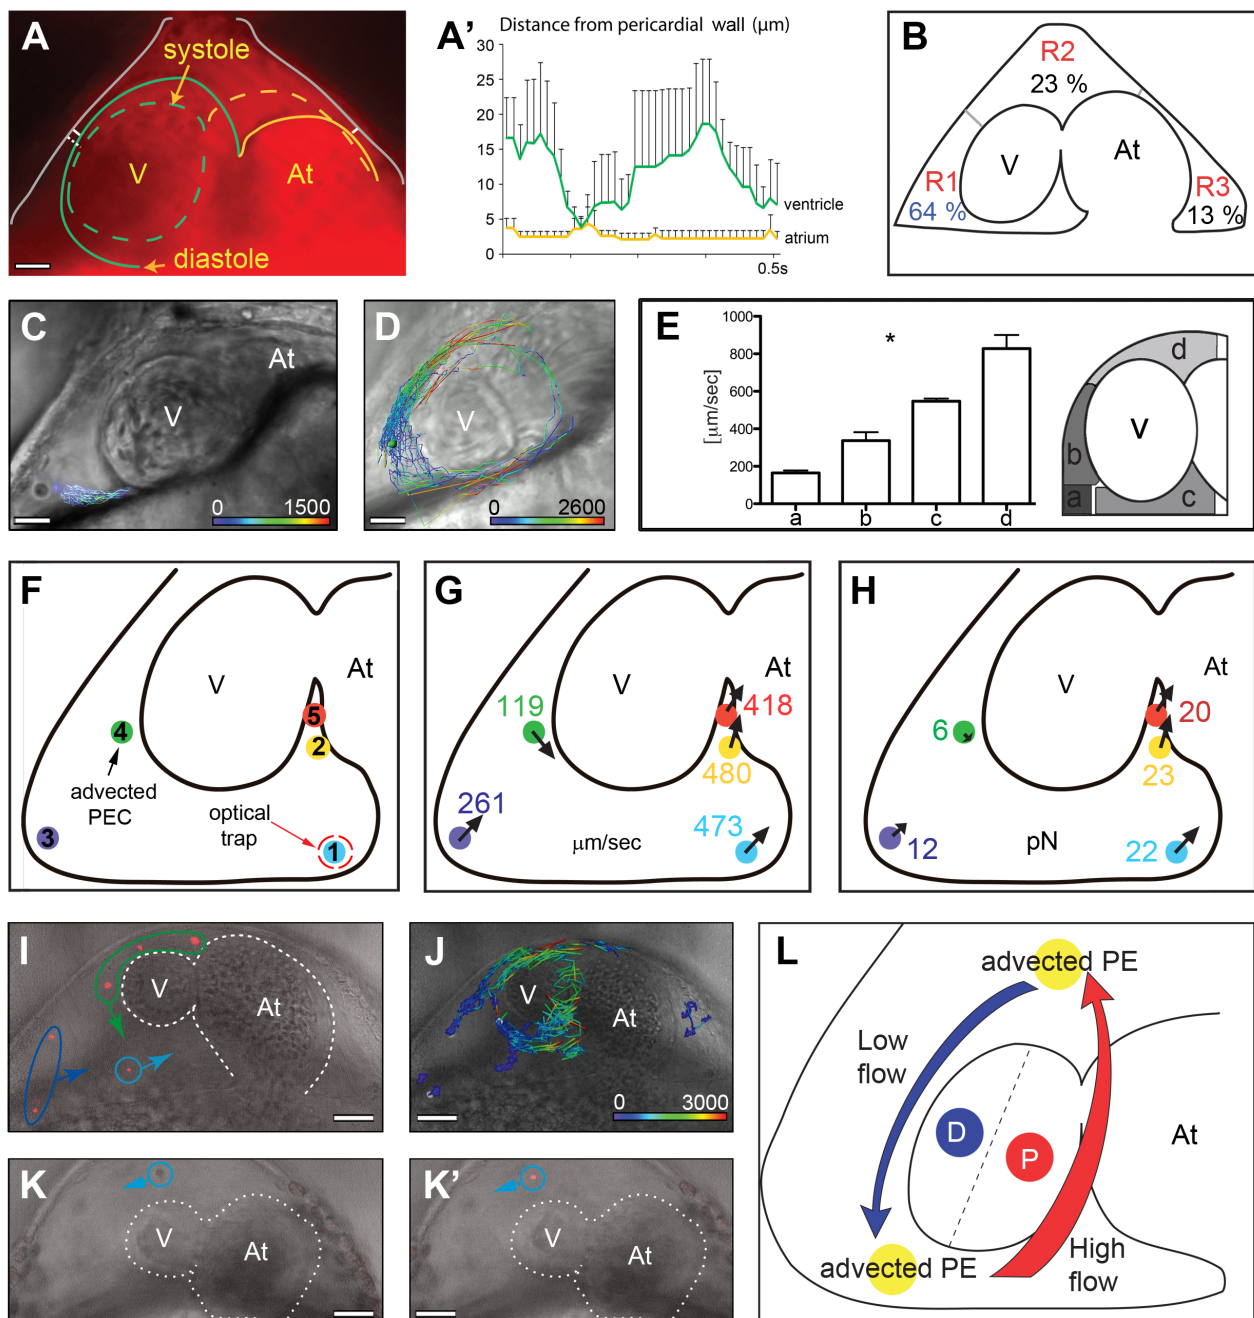 A
systole
V
At
diastole
A'
Distance from pericardial wall (µm)
30
25
20
15
10
5
0
ventricle
atrium
0.5s
B
R2
23 %
V
At
R1
64 %
R3
13 %
C
At
V
0 1500
D
V
0 2600
E
1000
800
600
400
200
0
[µm/sec]
*
a b c d
d
b
V
a
c
F
V
At
4
5
2
advected
PEC
optical
trap
3
1
G
V
At
119
418
480
261
473
µm/sec
H
V
At
6
20
23
12
pN
22
I
V
At
J
V
At
0 3000
K
V
At
K'
V
At
L
advected PE
Low
flow
D
P
At
advected PE
High
flow